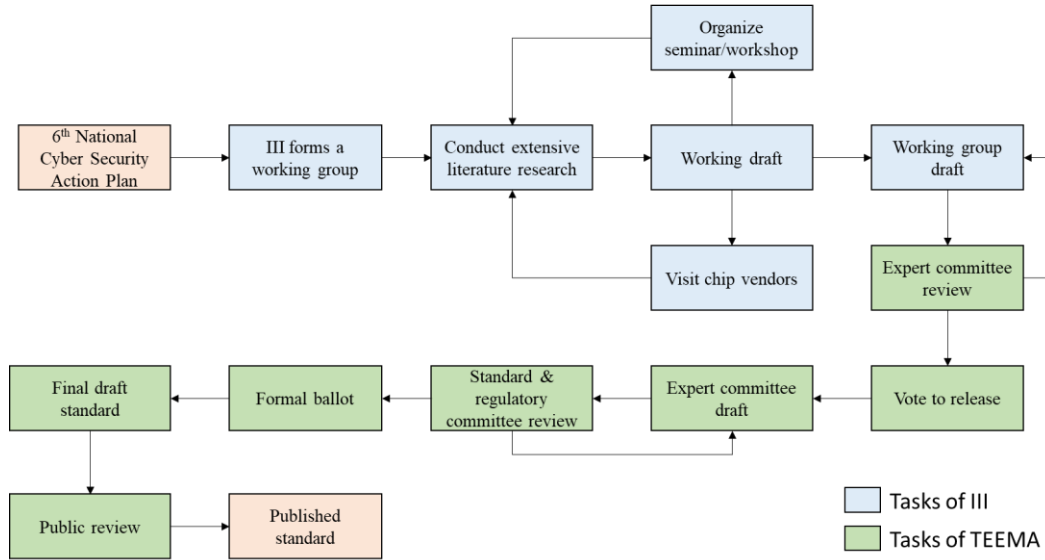 Organize
seminar/workshop
6th National
Cyber Security
Action Plan
III forms a
working group
Conduct extensive
literature research
Working draft
Working group
draft
Visit chip vendors
Expert committee
review
Final draft
standard
Formal ballot
Standard &
regulatory
committee review
Expert committee
draft
Vote to release
Public review
Published
standard
Tasks of III
Tasks of TEEMA